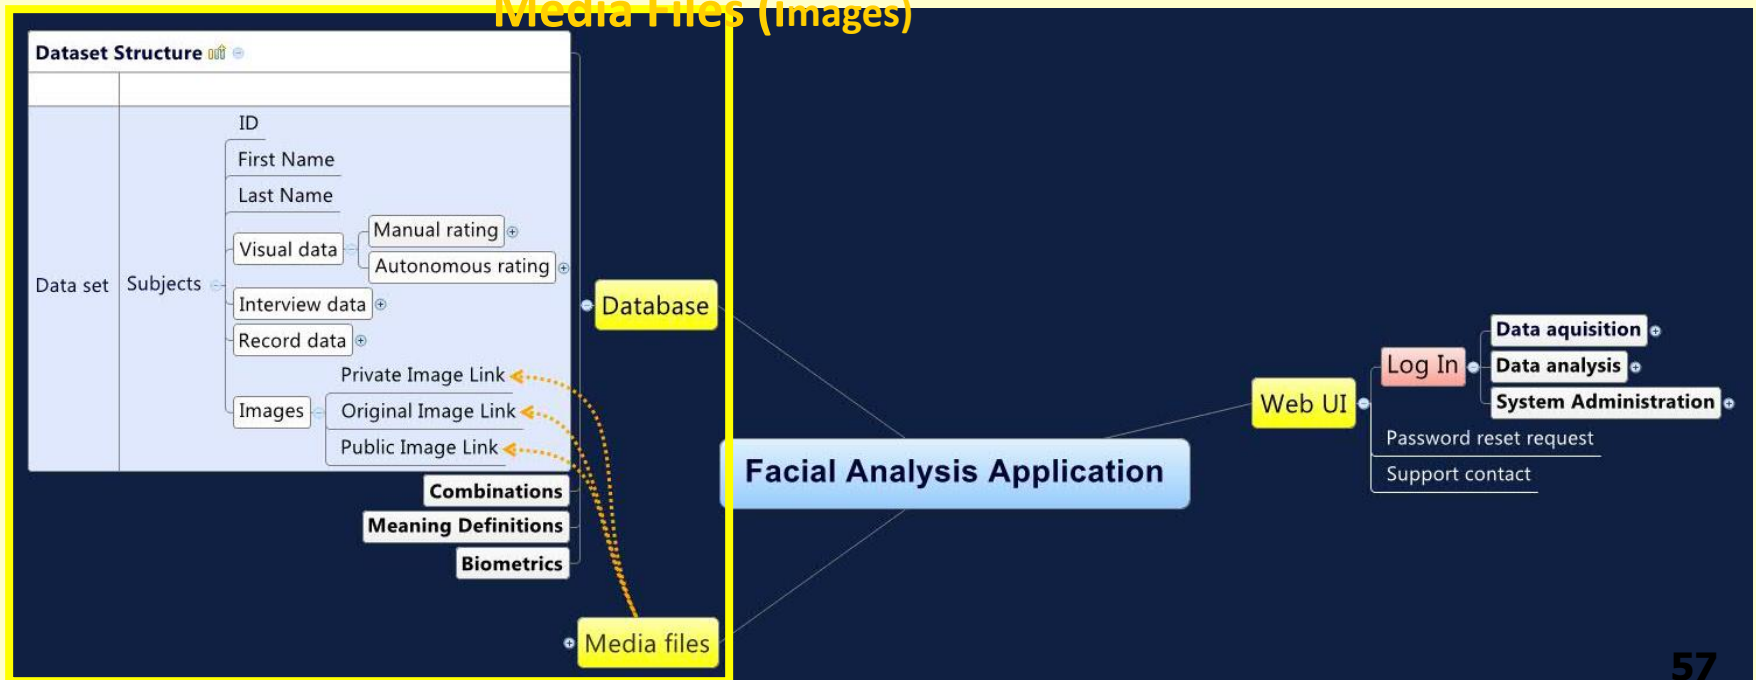 Media Files (Images)
Dataset Structure
Data set
Subjects
ID
First Name
Last Name
Visual data
Manual rating
Autonomous rating
Interview data
Record data
Images
Private Image Link
Original Image Link
Public Image Link
Combinations
Meaning Definitions
Biometrics
Database
Media files
Facial Analysis Application
Web UI
Log In
Data aquisition
Data analysis
System Administration
Password reset request
Support contact
57